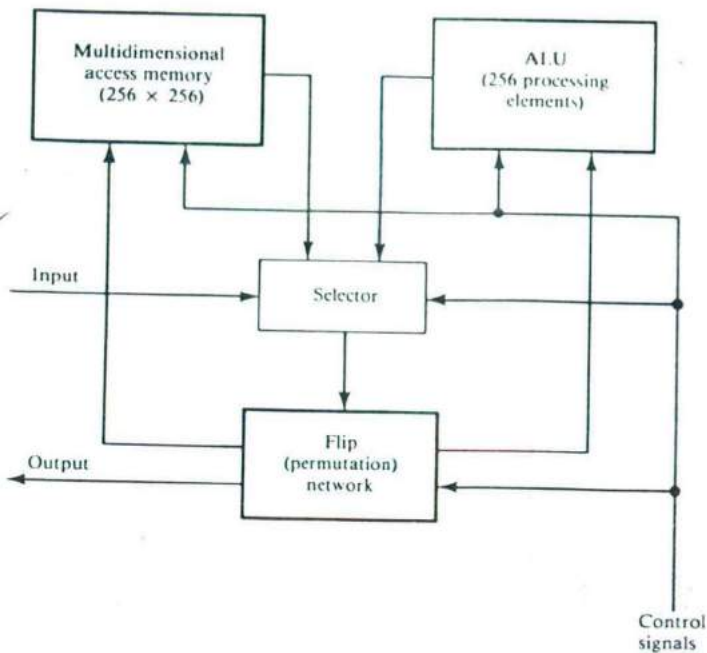 Multidimensional
access memory
(256 × 256)
ALU
(256 processing
elements)
Input
Selector
Flip
(permutation)
network
Output
Control
signals